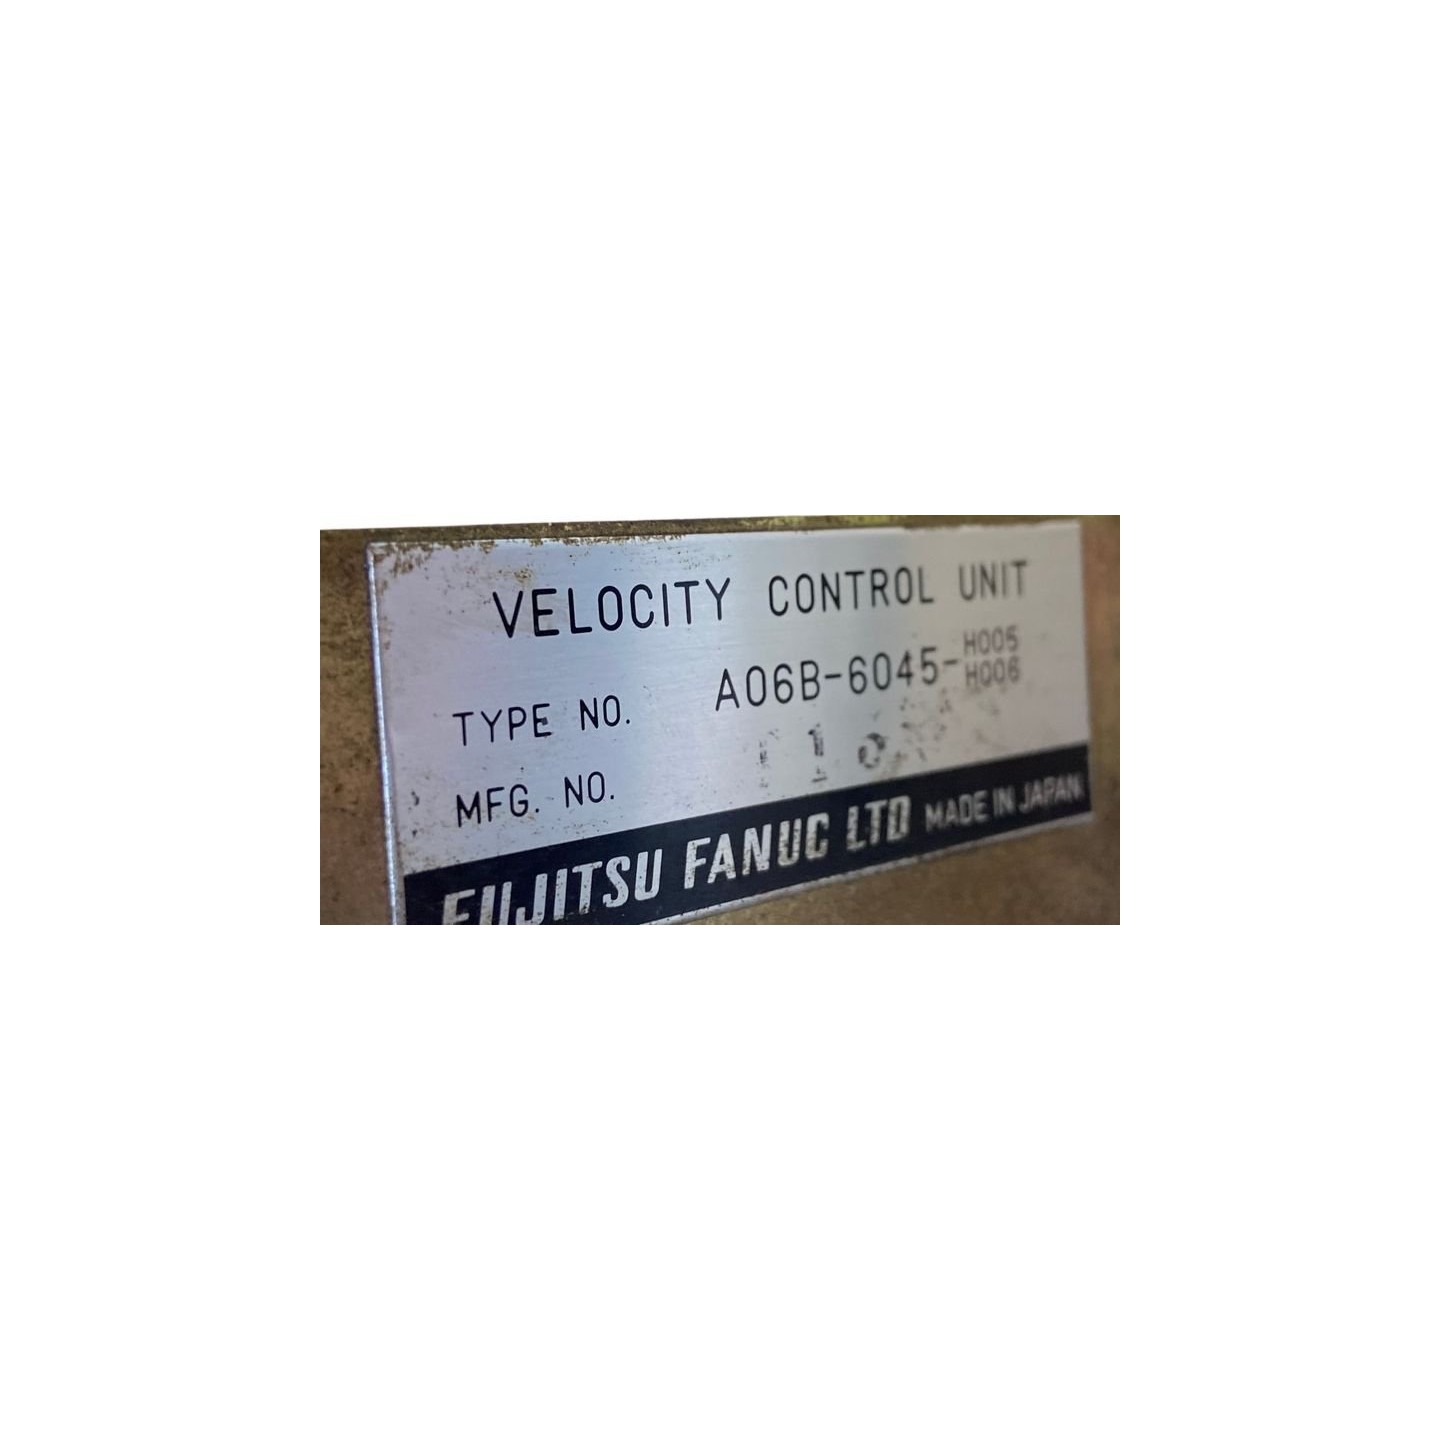 VELOCITY CONTROL UNIT
TYPE NO. A06B-6045-H005
H006
MFG. NO.
FUJITSU FANUC LTD MADE IN JAPAN